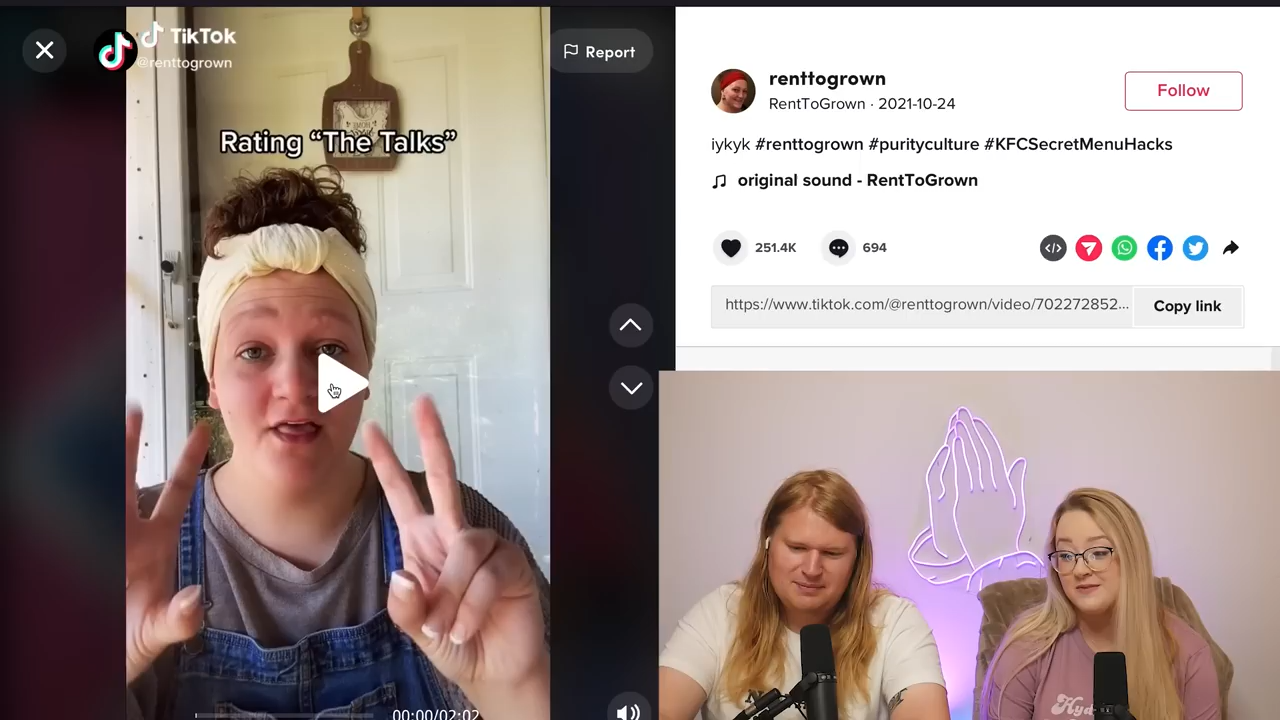 TikTok
@renttogrown
Report
Rating “The Talks”
00:00/02:02
renttogrown
RentToGrown · 2021-10-24
Follow
iykyk #renttogrown #purityculture #KFCSecretMenuHacks
original sound - RentToGrown
251.4K
694
https://www.tiktok.com/@renttogrown/video/702272852...
Copy link